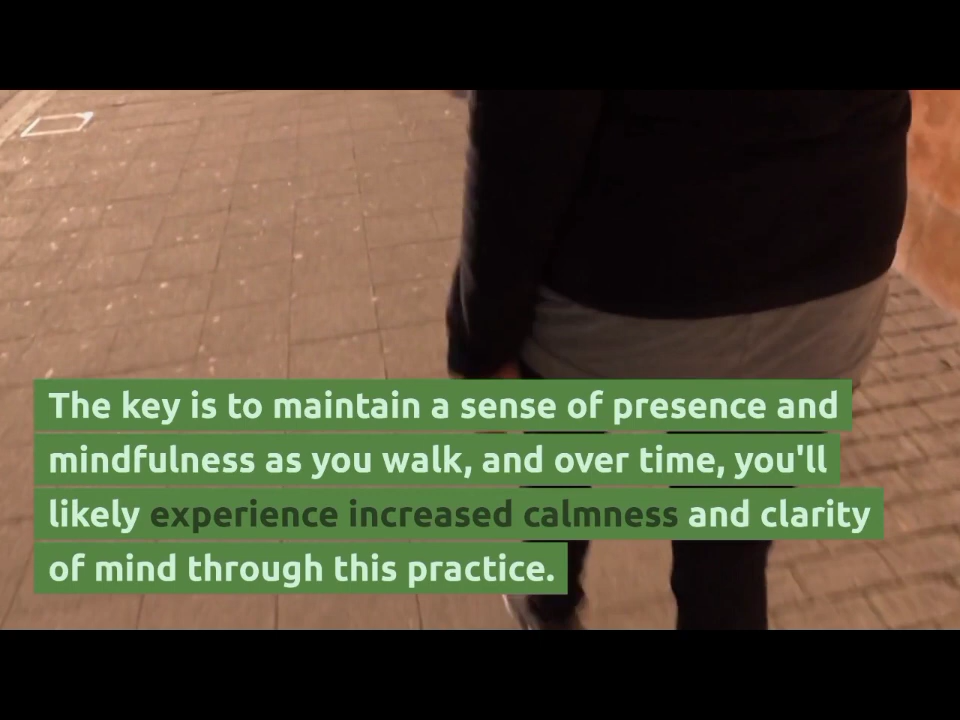 The key is to maintain a sense of presence and
mindfulness as you walk, and over time, you'll
likely experience increased calmness and clarity
of mind through this practice.